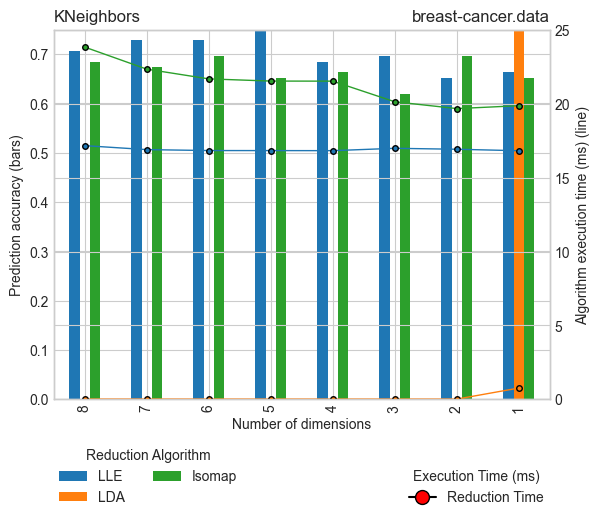 KNeighbors
breast-cancer.data
0.7
0.6
0.5
0.4
0.3
0.2
0.1
0.0
Prediction accuracy (bars)
25
20
15
10
5
0
Algorithm execution time (ms) (line)
8 7 6 5 4 3 2 1
Number of dimensions
Reduction Algorithm
LLE
Isomap
LDA
Execution Time (ms)
Reduction Time